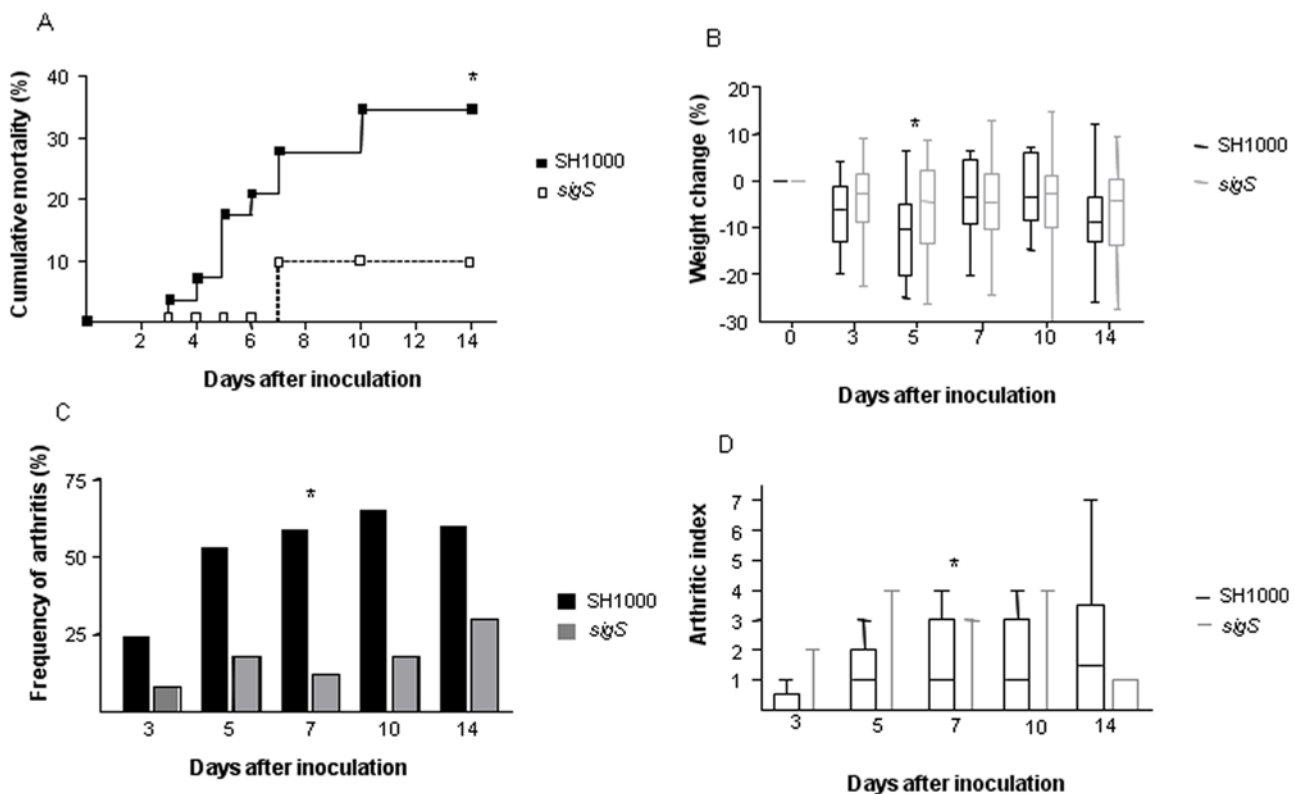 A
Cumulative mortality (%)
40
30
20
10
*
2 4 6 8 10 12 14
Days after inoculation
SH1000
sigS
B
Weight change (%)
20
10
0
-10
-20
-30
*
0 3 5 7 10 14
Days after inoculation
SH1000
sigS
C
Frequency of arthritis (%)
75
50
25
*
3 5 7 10 14
Days after inoculation
SH1000
sigS
D
Arthritic index
7
6
5
4
3
2
1
*
3 5 7 10 14
Days after inoculation
SH1000
sigS